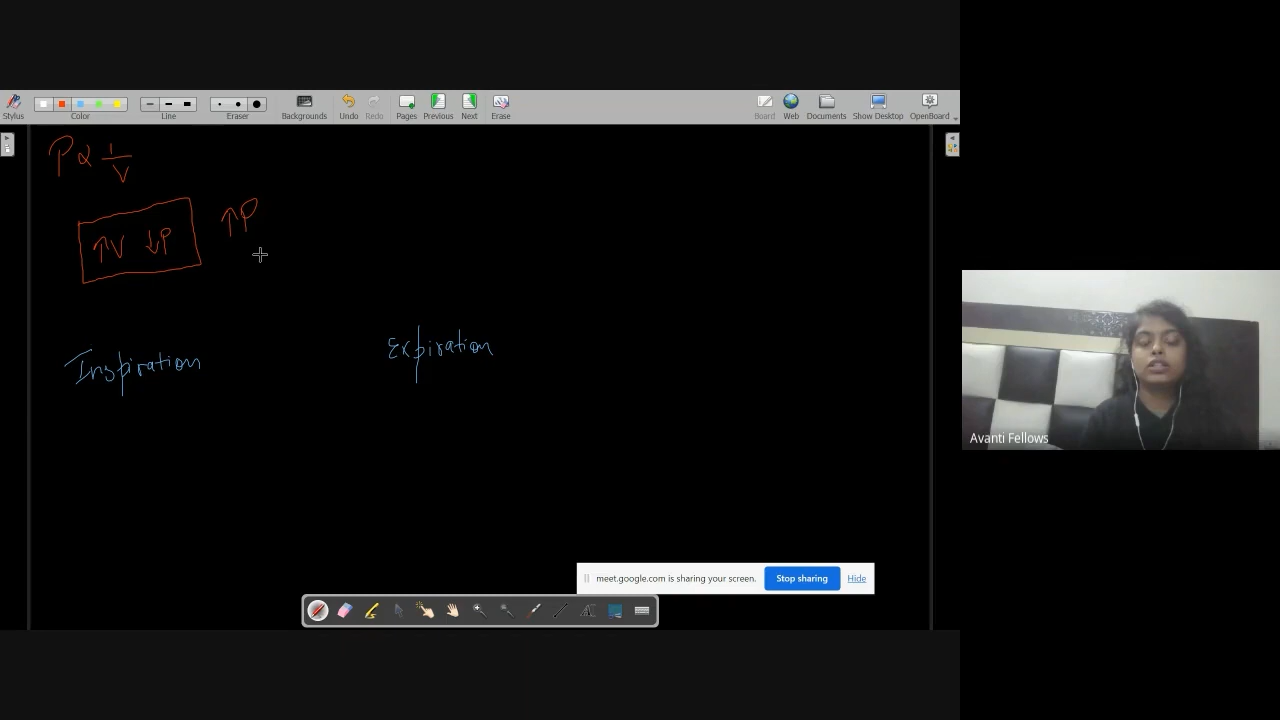 Stylus Color Line Eraser Backgrounds Undo Redo Pages Previous Next Erase Board Web Documents Show Desktop OpenBoard
P ∝ 1/V
↑V ↓P ↑P
Inspiration Expiration
Avanti Fellows
meet.google.com is sharing your screen. Stop sharing Hide